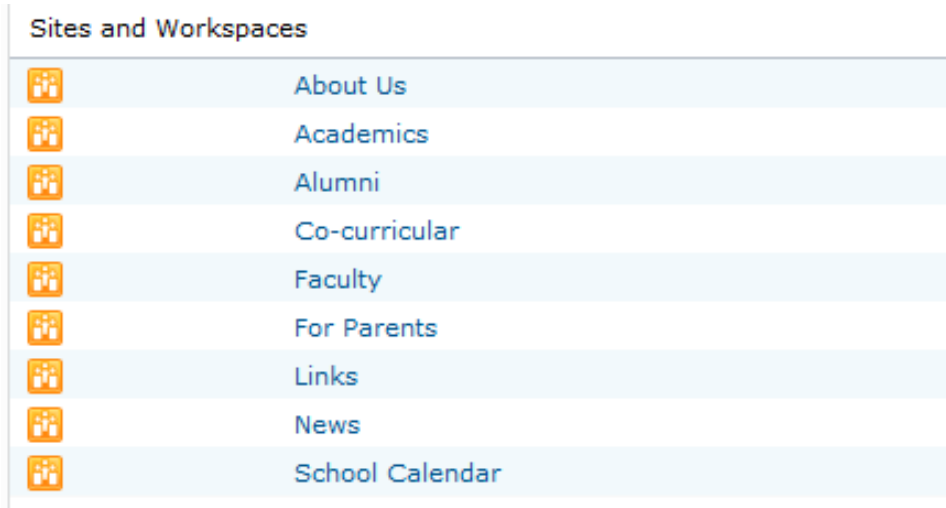 Sites and Workspaces
About Us
Academics
Alumni
Co-curricular
Faculty
For Parents
Links
News
School Calendar